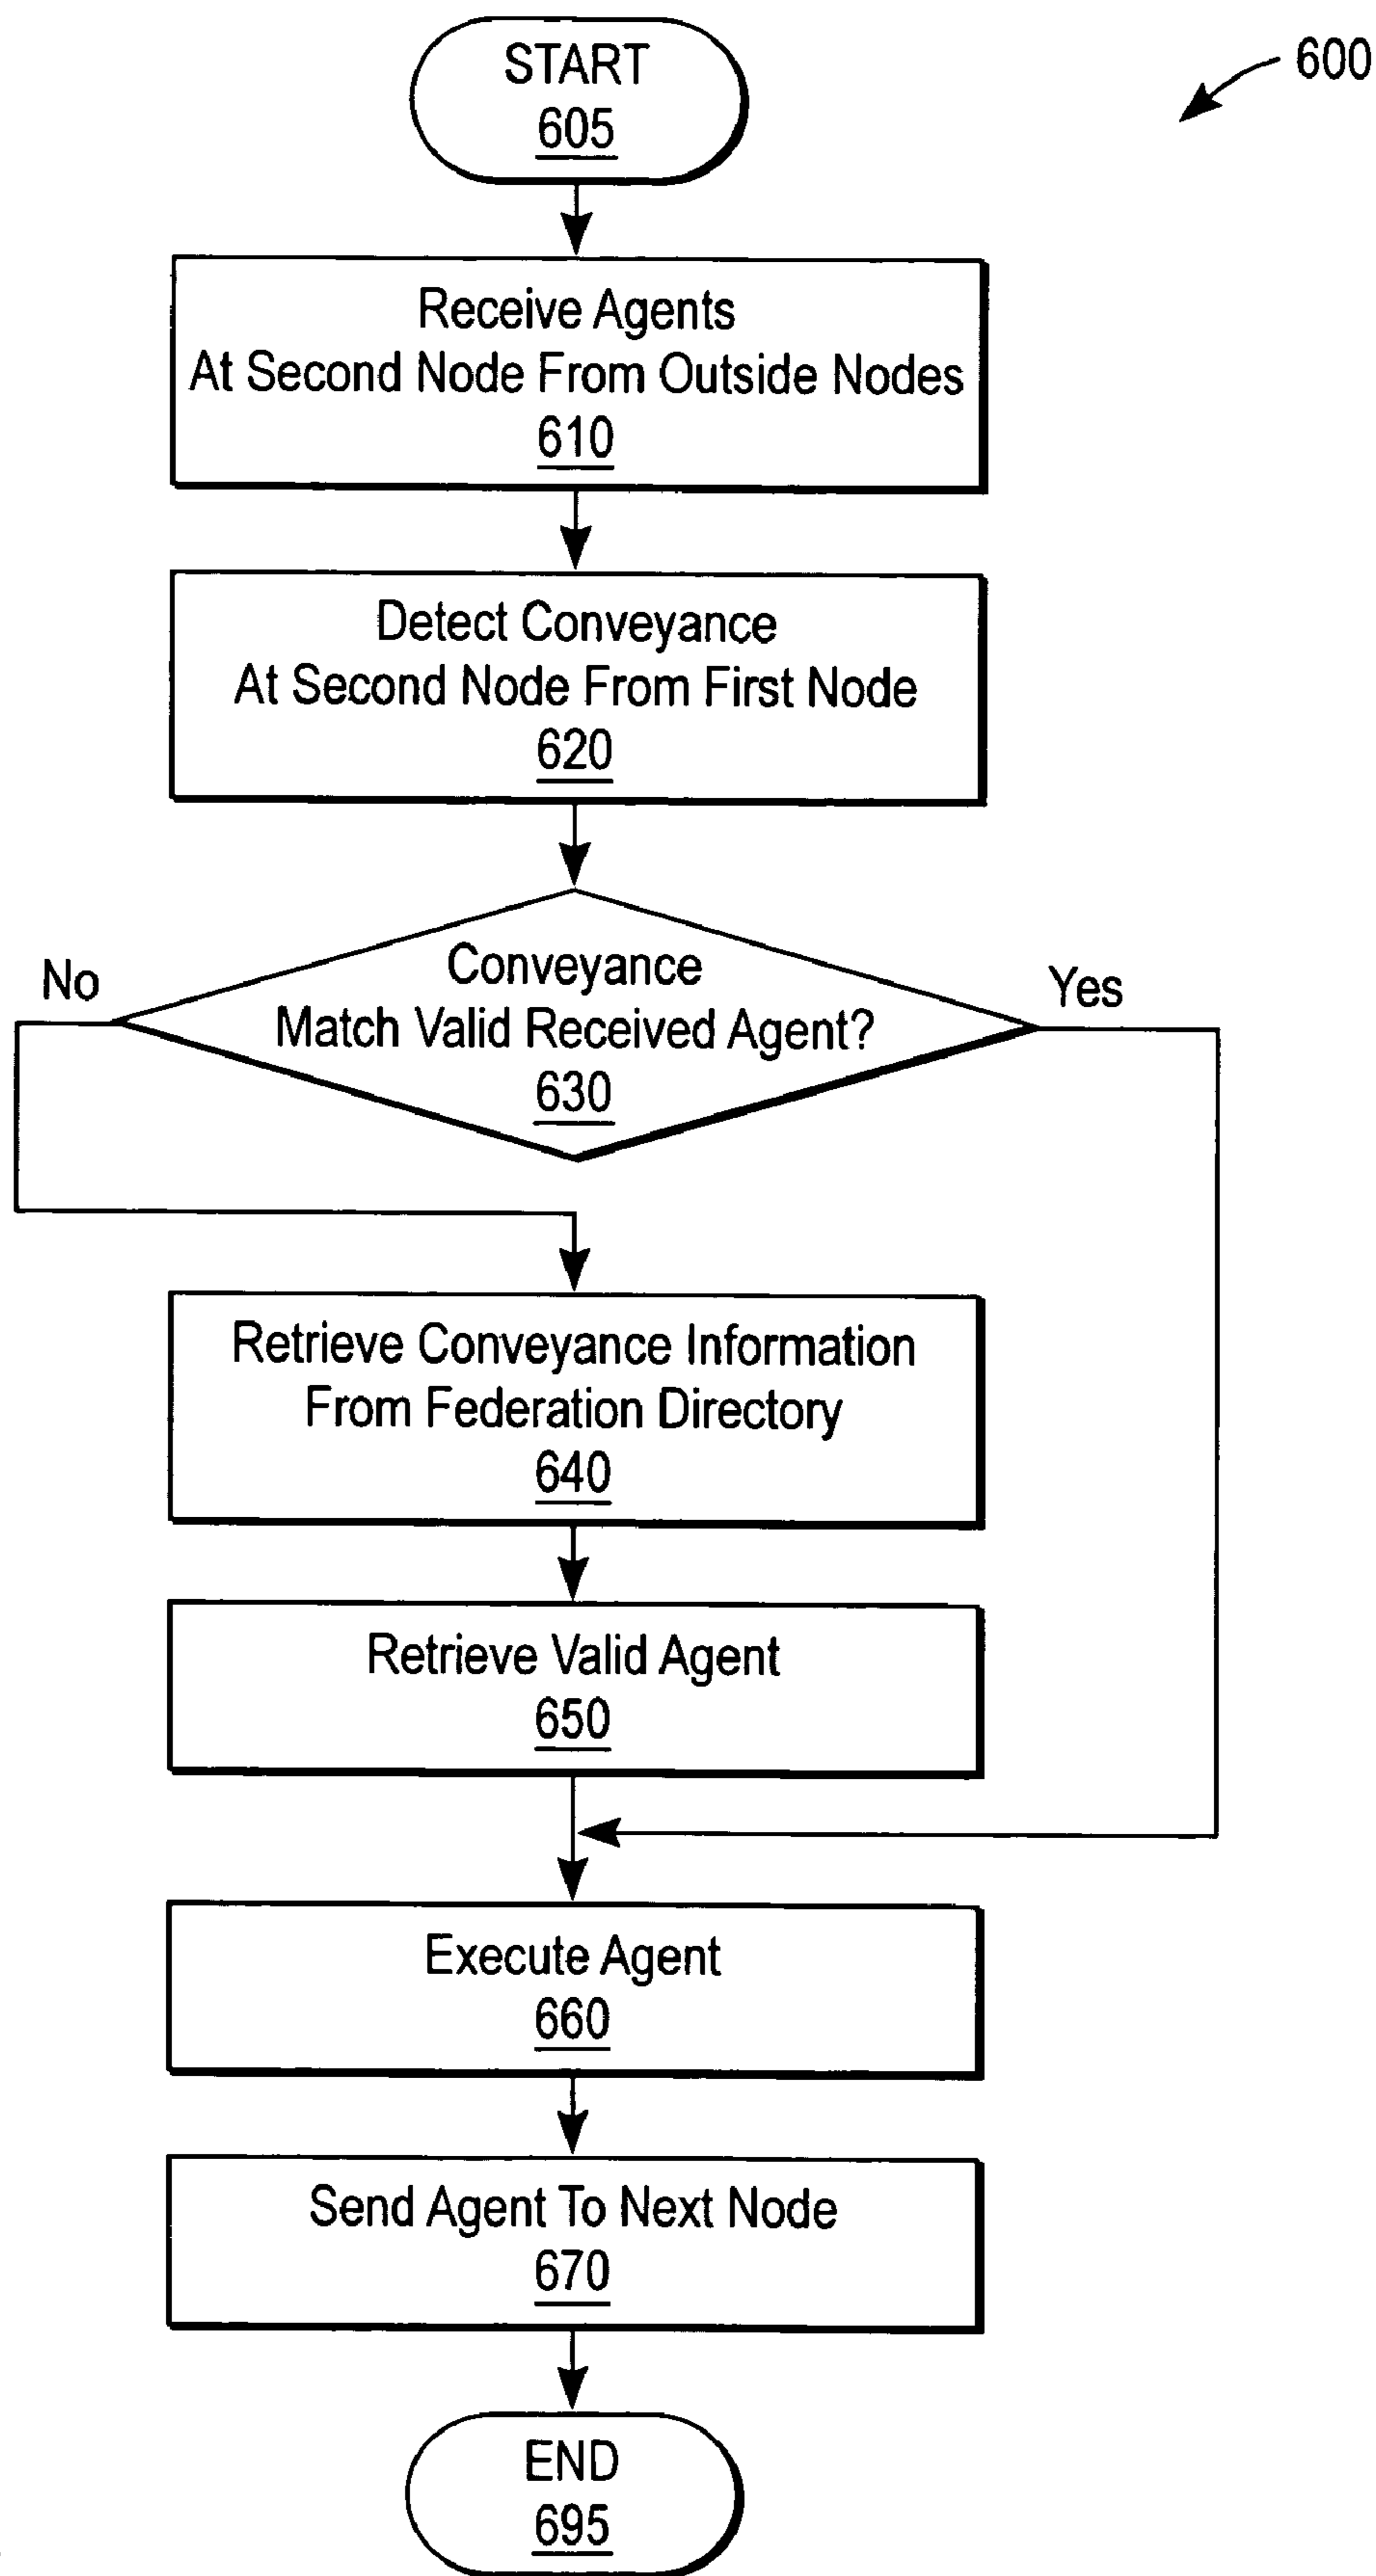 START
605
600
Receive Agents
At Second Node From Outside Nodes
610
Detect Conveyance
At Second Node From First Node
620
No
Conveyance
Match Valid Received Agent?
630
Yes
Retrieve Conveyance Information
From Federation Directory
640
Retrieve Valid Agent
650
Execute Agent
660
Send Agent To Next Node
670
END
695